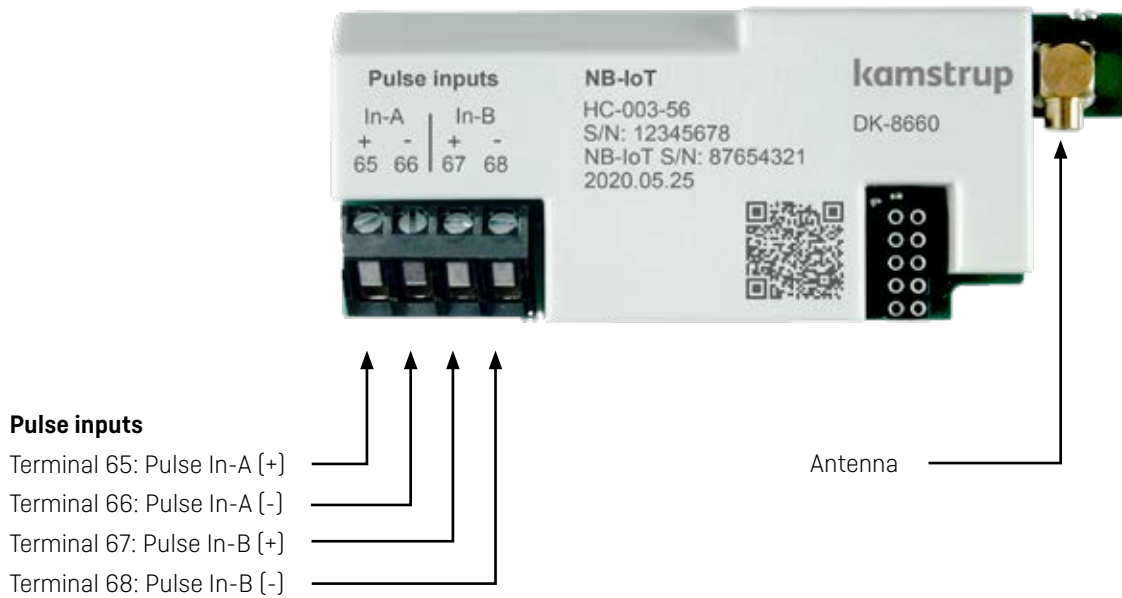 Pulse inputs
In-A | In-B
+ - + -
65 66 67 68
NB-IoT
HC-003-56
S/N: 12345678
NB-IoT S/N: 87654321
2020.05.25
kamstrup
DK-8660
Pulse inputs
Terminal 65: Pulse In-A (+)
Terminal 66: Pulse In-A (-)
Terminal 67: Pulse In-B (+)
Terminal 68: Pulse In-B (-)
Antenna